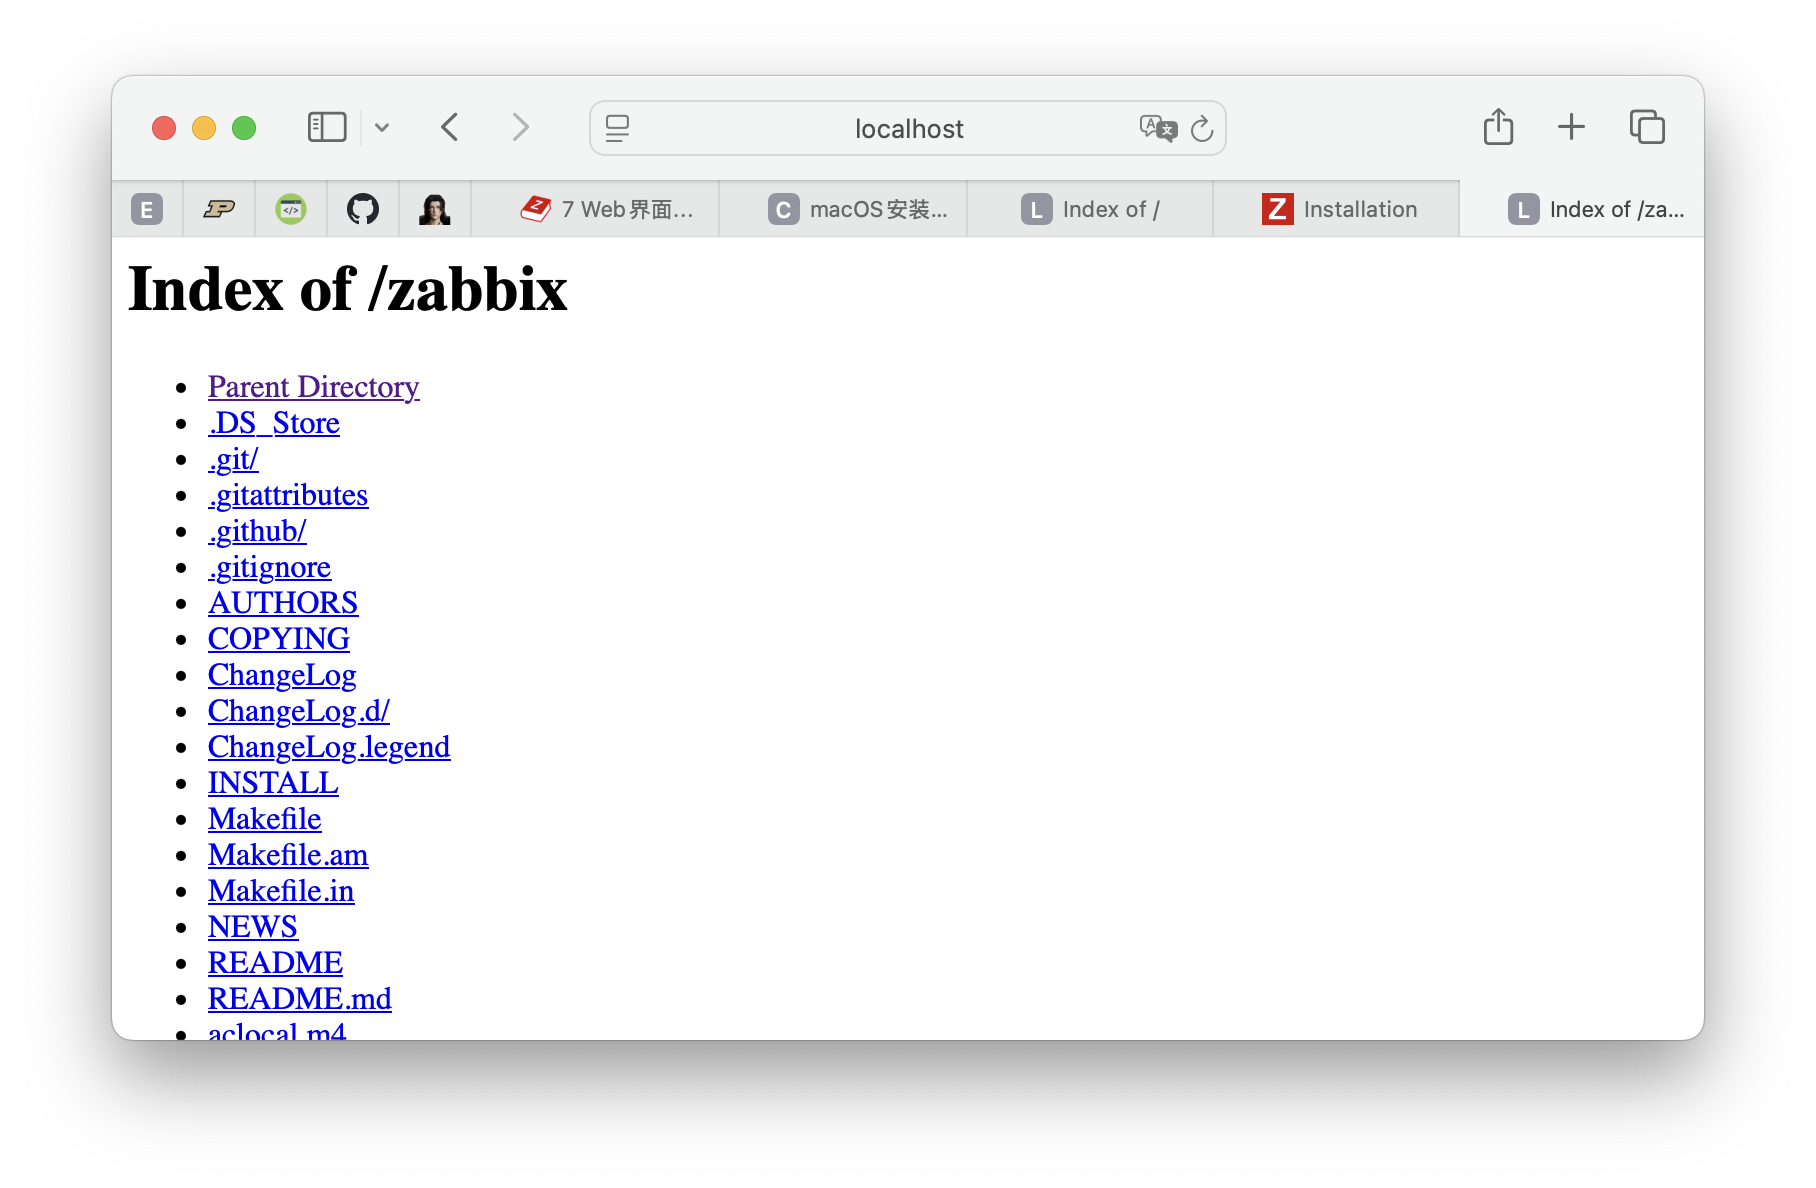 localhost
E
7 Web界面...
C macOS安装...
L Index of /
Z Installation
L Index of /za...
Index of /zabbix
Parent Directory
.DS_Store
.git/
.gitattributes
.github/
.gitignore
AUTHORS
COPYING
ChangeLog
ChangeLog.d/
ChangeLog.legend
INSTALL
Makefile
Makefile.am
Makefile.in
NEWS
README
README.md
aclocal.m4